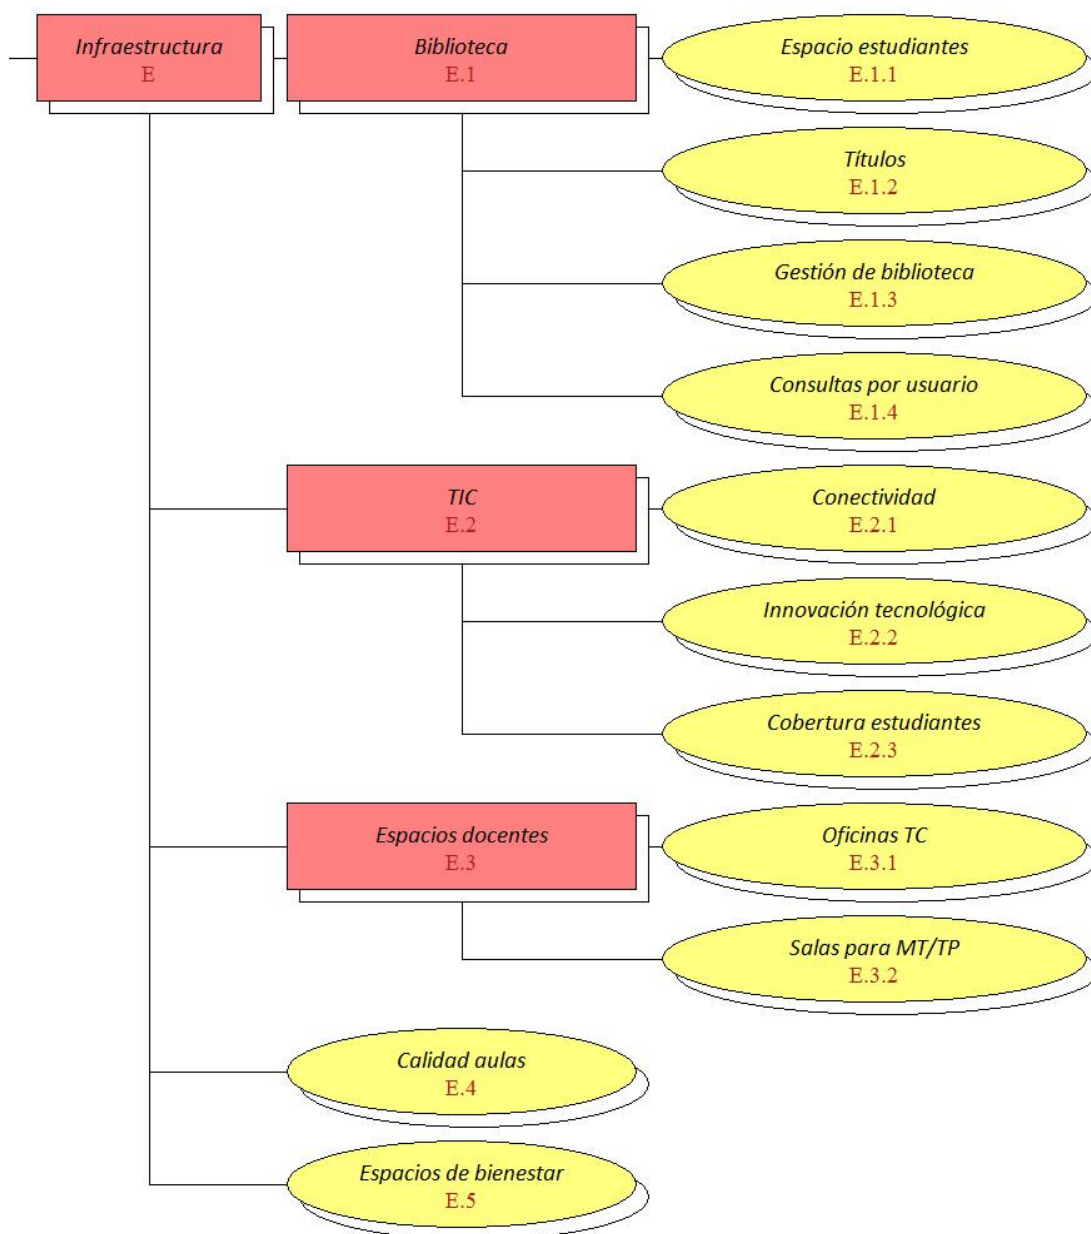 Infraestructura
E
Biblioteca
E.1
Espacio estudiantes
E.1.1
Títulos
E.1.2
Gestión de biblioteca
E.1.3
Consultas por usuario
E.1.4
TIC
E.2
Conectividad
E.2.1
Innovación tecnológica
E.2.2
Cobertura estudiantes
E.2.3
Espacios docentes
E.3
Oficinas TC
E.3.1
Salas para MT/TP
E.3.2
Calidad aulas
E.4
Espacios de bienestar
E.5